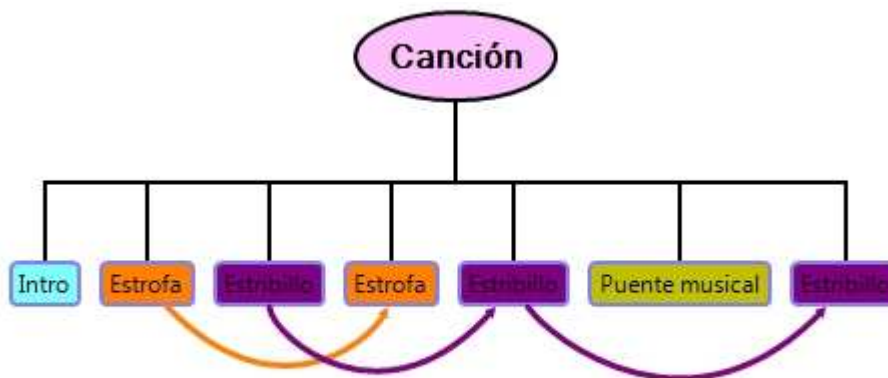 Canción
Intro
Estrofa
Estribillo
Estrofa
Estribillo
Puente musical
Estribillo